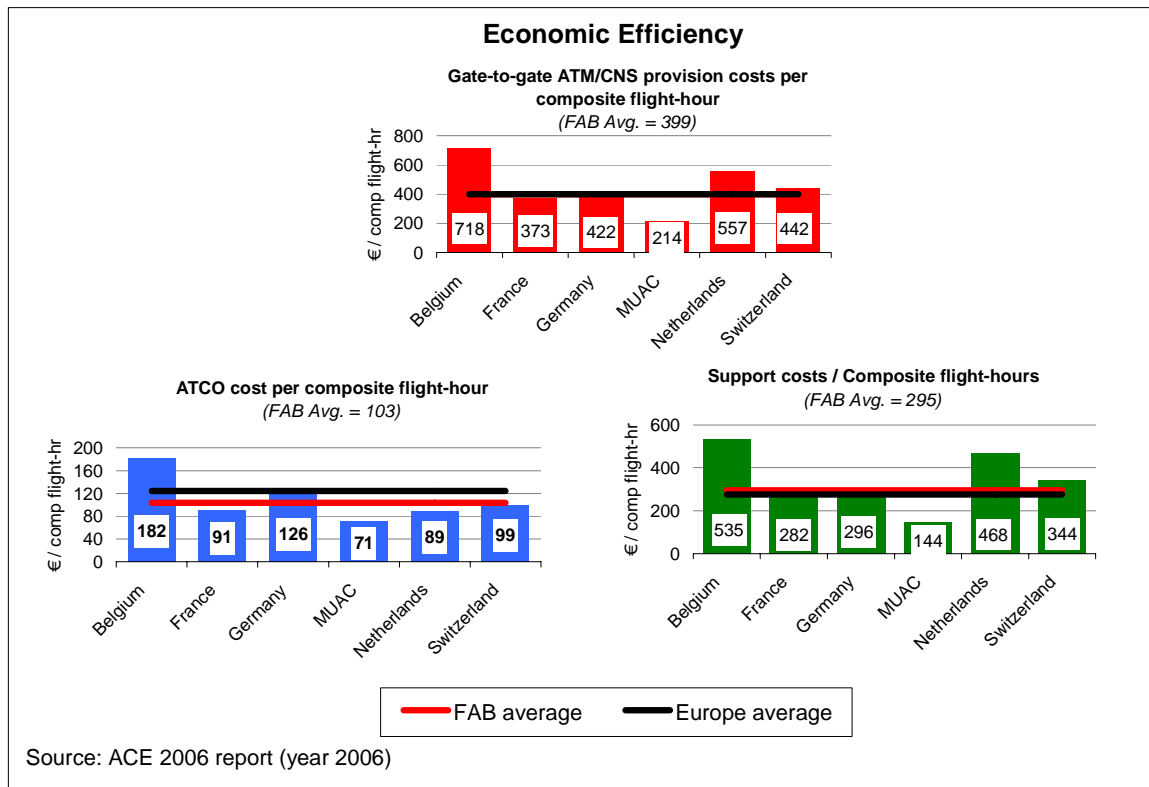 Economic Efficiency
Gate-to-gate ATM/CNS provision costs per
composite flight-hour
(FAB Avg. = 399)
€ / comp flight-hr
800
600
400
200
0
718
373
422
214
557
442
Belgium
France
Germany
MUAC
Netherlands
Switzerland
ATCO cost per composite flight-hour
(FAB Avg. = 103)
€ / comp flight-hr
200
160
120
80
40
0
182
91
126
71
89
99
Belgium
France
Germany
MUAC
Netherlands
Switzerland
Support costs / Composite flight-hours
(FAB Avg. = 295)
€ / comp flight-hr
600
400
200
0
535
282
296
144
468
344
Belgium
France
Germany
MUAC
Netherlands
Switzerland
FAB average
Europe average
Source: ACE 2006 report (year 2006)